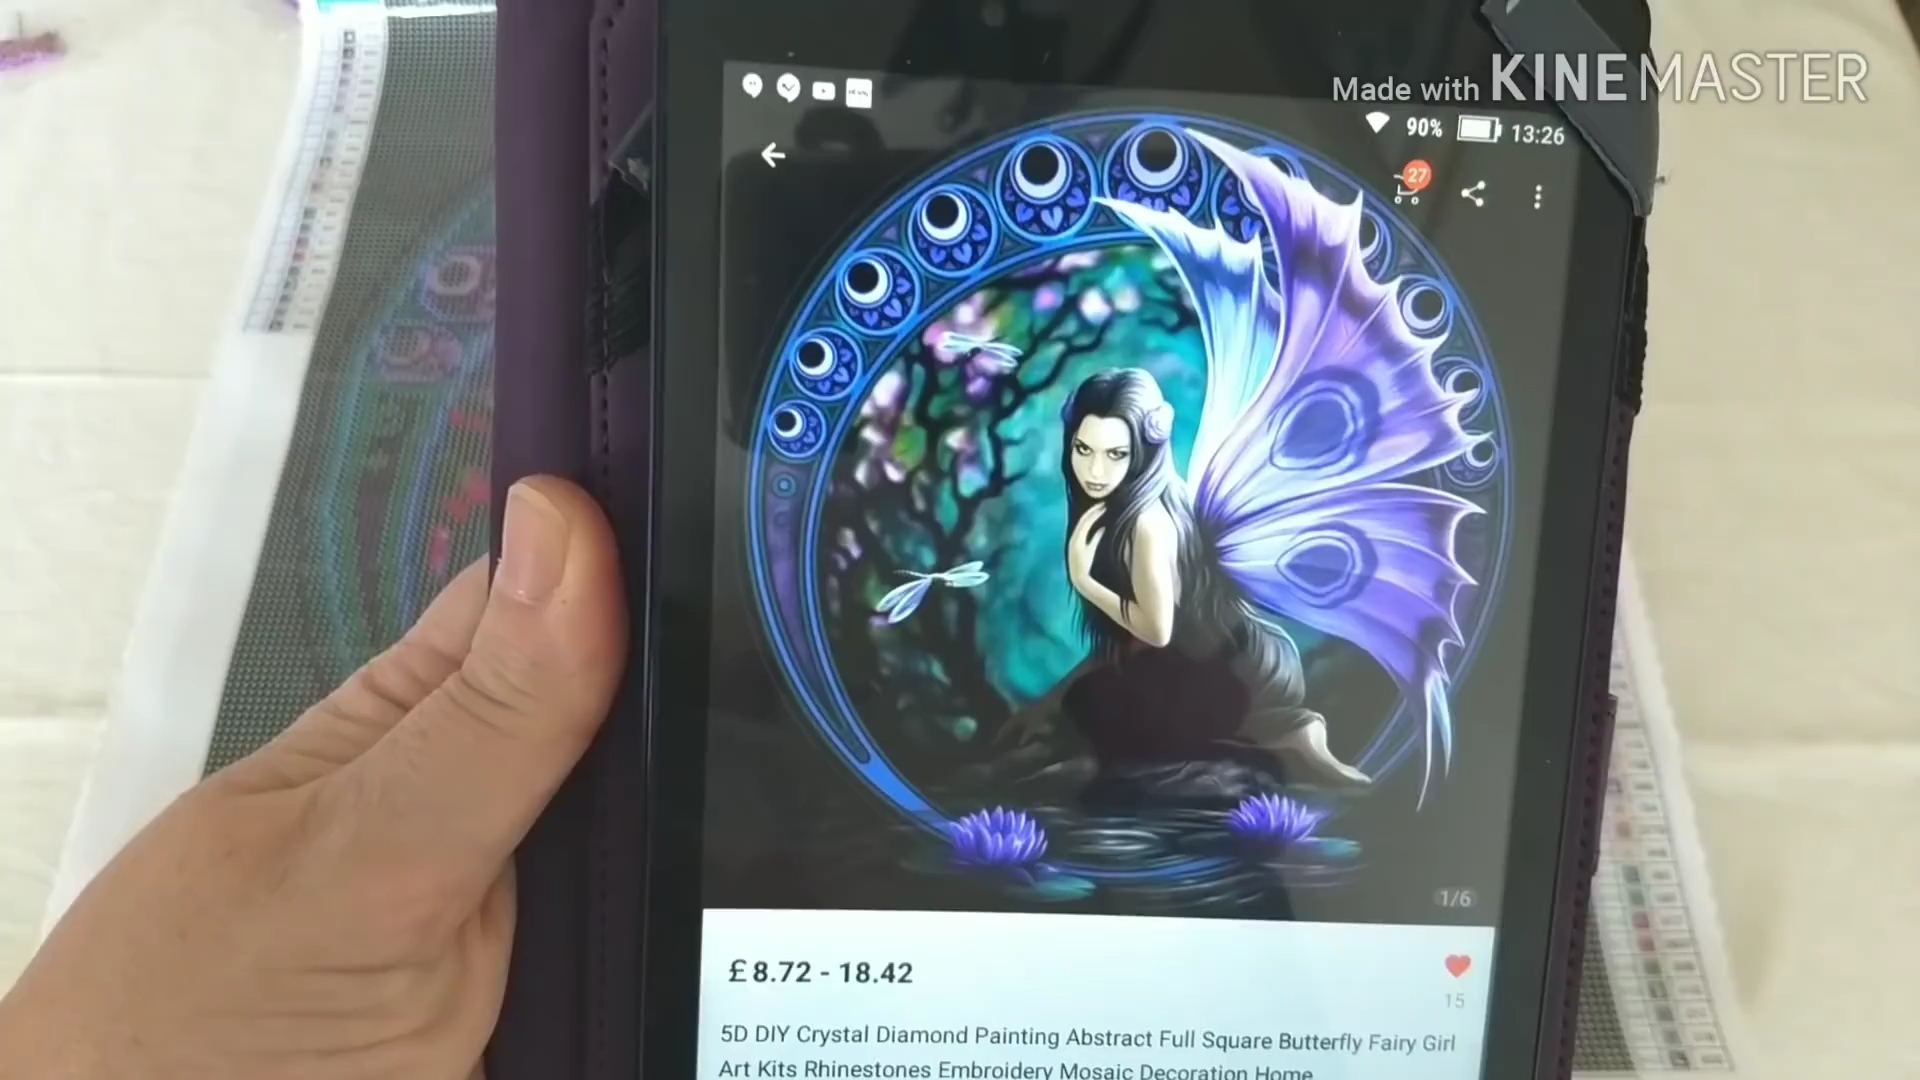 Made with KINEMASTER
90% 13:26
27
1/6
£8.72 - 18.42
15
5D DIY Crystal Diamond Painting Abstract Full Square Butterfly Fairy Girl
Art Kits Rhinestones Embroidery Mosaic Decoration Home